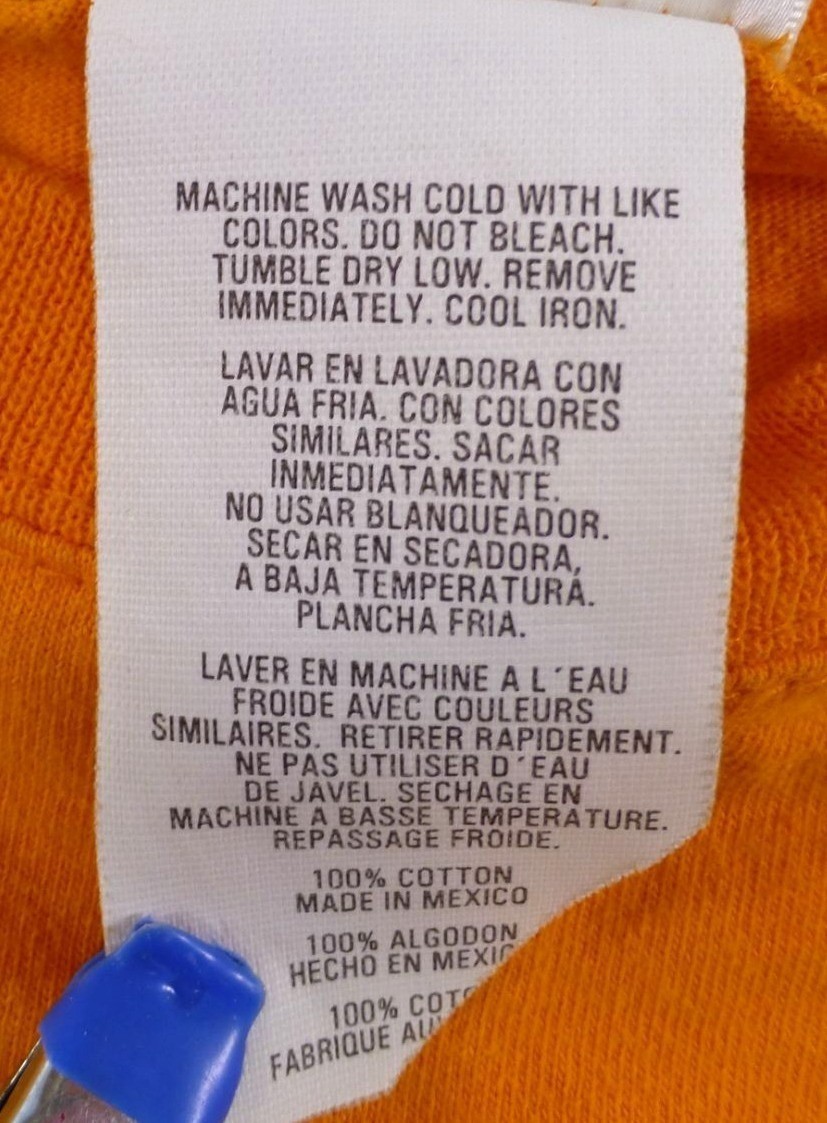 MACHINE WASH COLD WITH LIKE
COLORS. DO NOT BLEACH.
TUMBLE DRY LOW. REMOVE
IMMEDIATELY. COOL IRON.
LAVAR EN LAVADORA CON
AGUA FRIA. CON COLORES
SIMILARES. SACAR
INMEDIATAMENTE.
NO USAR BLANQUEADOR.
SECAR EN SECADORA,
A BAJA TEMPERATURA.
PLANCHA FRIA.
LAVER EN MACHINE A L´EAU
FROIDE AVEC COULEURS
SIMILAIRES. RETIRER RAPIDEMENT.
NE PAS UTILISER D´EAU
DE JAVEL. SECHAGE EN
MACHINE A BASSE TEMPERATURE.
REPASSAGE FROIDE.
100% COTTON
MADE IN MEXICO
100% ALGODON
HECHO EN
100%
FABRIQUE